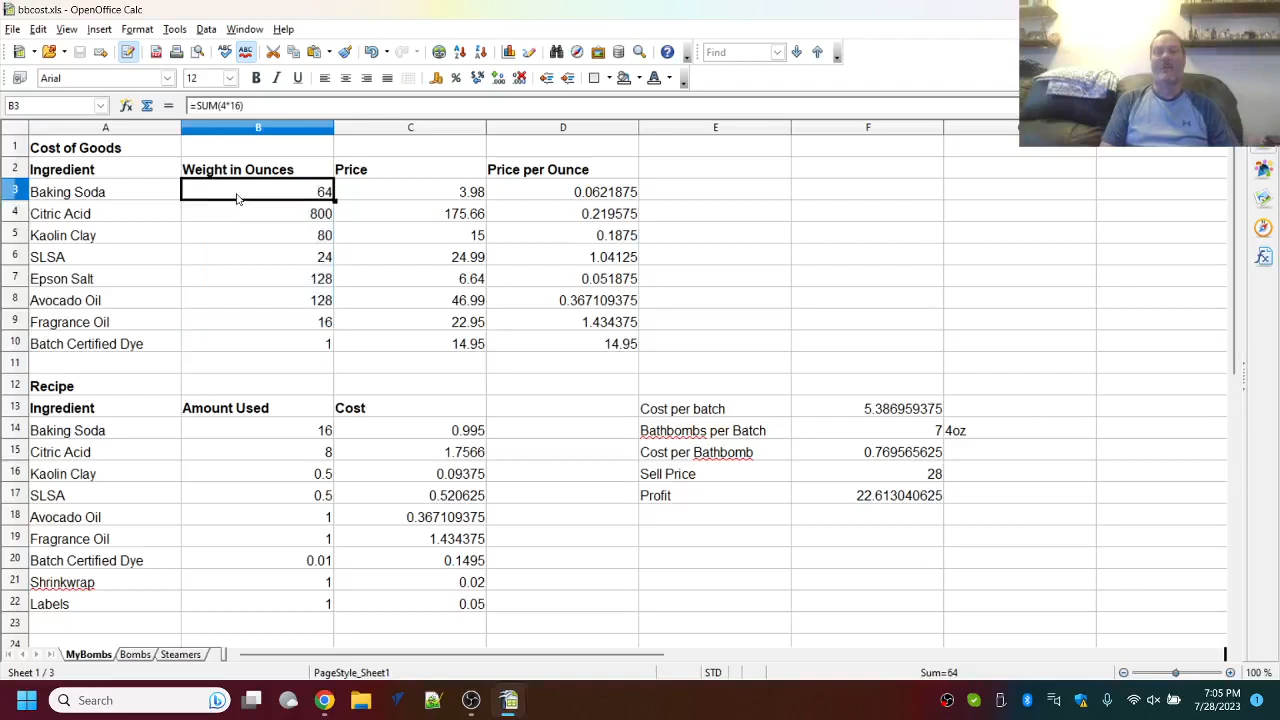 bbcost.xls - OpenOffice Calc
File Edit View Insert Format Tools Data Window Help
Find
Arial 12
B3 =SUM(4*16)
A B C D E F
1 Cost of Goods
2 Ingredient Weight in Ounces Price Price per Ounce
3 Baking Soda 64 3.98 0.0621875
4 Citric Acid 800 175.66 0.219575
5 Kaolin Clay 80 15 0.1875
6 SLSA 24 24.99 1.04125
7 Epson Salt 128 6.64 0.051875
8 Avocado Oil 128 46.99 0.367109375
9 Fragrance Oil 16 22.95 1.434375
10 Batch Certified Dye 1 14.95 14.95
11
12 Recipe
13 Ingredient Amount Used Cost Cost per batch 5.386959375
14 Baking Soda 16 0.995 Bathbombs per Batch 7 4oz
15 Citric Acid 8 1.7566 Cost per Bathbomb 0.769565625
16 Kaolin Clay 0.5 0.09375 Sell Price 28
17 SLSA 0.5 0.520625 Profit 22.613040625
18 Avocado Oil 1 0.367109375
19 Fragrance Oil 1 1.434375
20 Batch Certified Dye 0.01 0.1495
21 Shrinkwrap 1 0.02
22 Labels 1 0.05
23
24
MyBombs Bombs Steamers
Sheet 1 / 3 PageStyle_Sheet1 STD Sum=64 100 %
Search 7:05 PM
7/28/2023